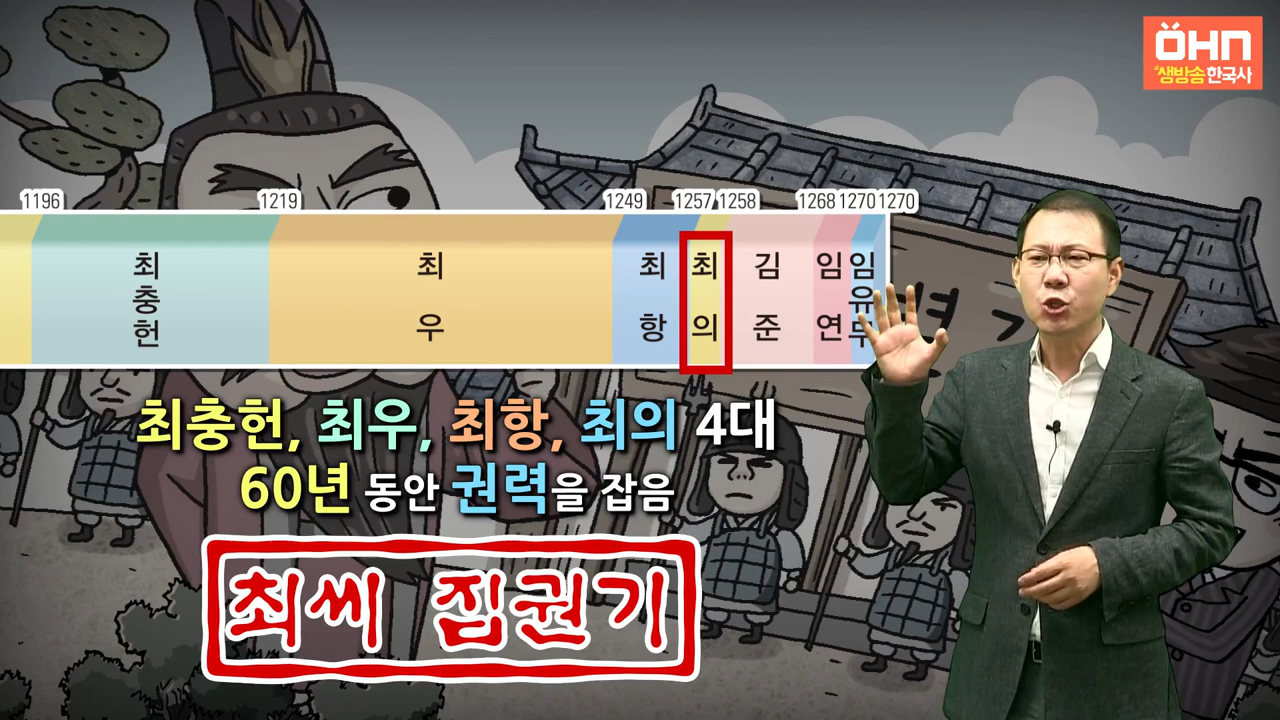 ÖHN
생방송한국사
1196 1219 1249 1257 1258 1268 1270 1270
최충헌
최우
최항
최의
김준
임연
임유무
최충헌, 최우, 최항, 최의 4대
60년 동안 권력을 잡음
최씨 집권기